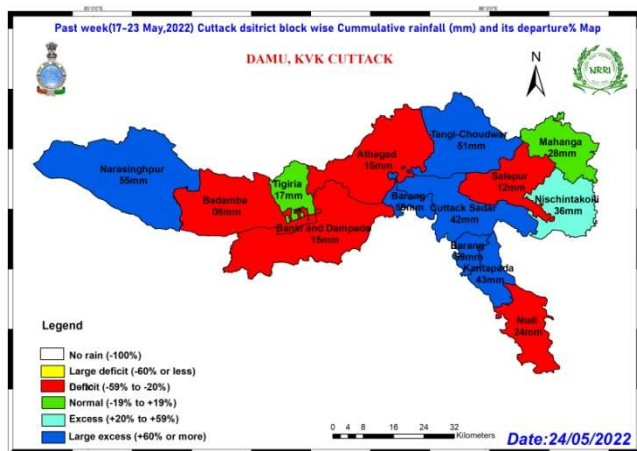 Past week(17-23 May,2022) Cuttack dsitrict block wise Cummulative rainfall (mm) and its departure% Map
DAMU, KVK CUTTACK
N
NRRI
Tangi-Choudwar
51mm
Mahanga
28mm
Athagad
15mm
Narasinghpur
55mm
Tigiria
17mm
Salepur
12mm
Badamba
08mm
Barang
59mm
Nischintakoili
36mm
Cuttack Sadar
42mm
Banki and Dampada
15mm
Barang
59mm
Kantapada
43mm
Niali
24mm
Legend
No rain (-100%)
Large deficit (-60% or less)
Deficit (-59% to -20%)
Normal (-19% to +19%)
Excess (+20% to +59%)
Large excess (+60% or more)
0 4 8 16 24 32
Kilometers
Date:24/05/2022